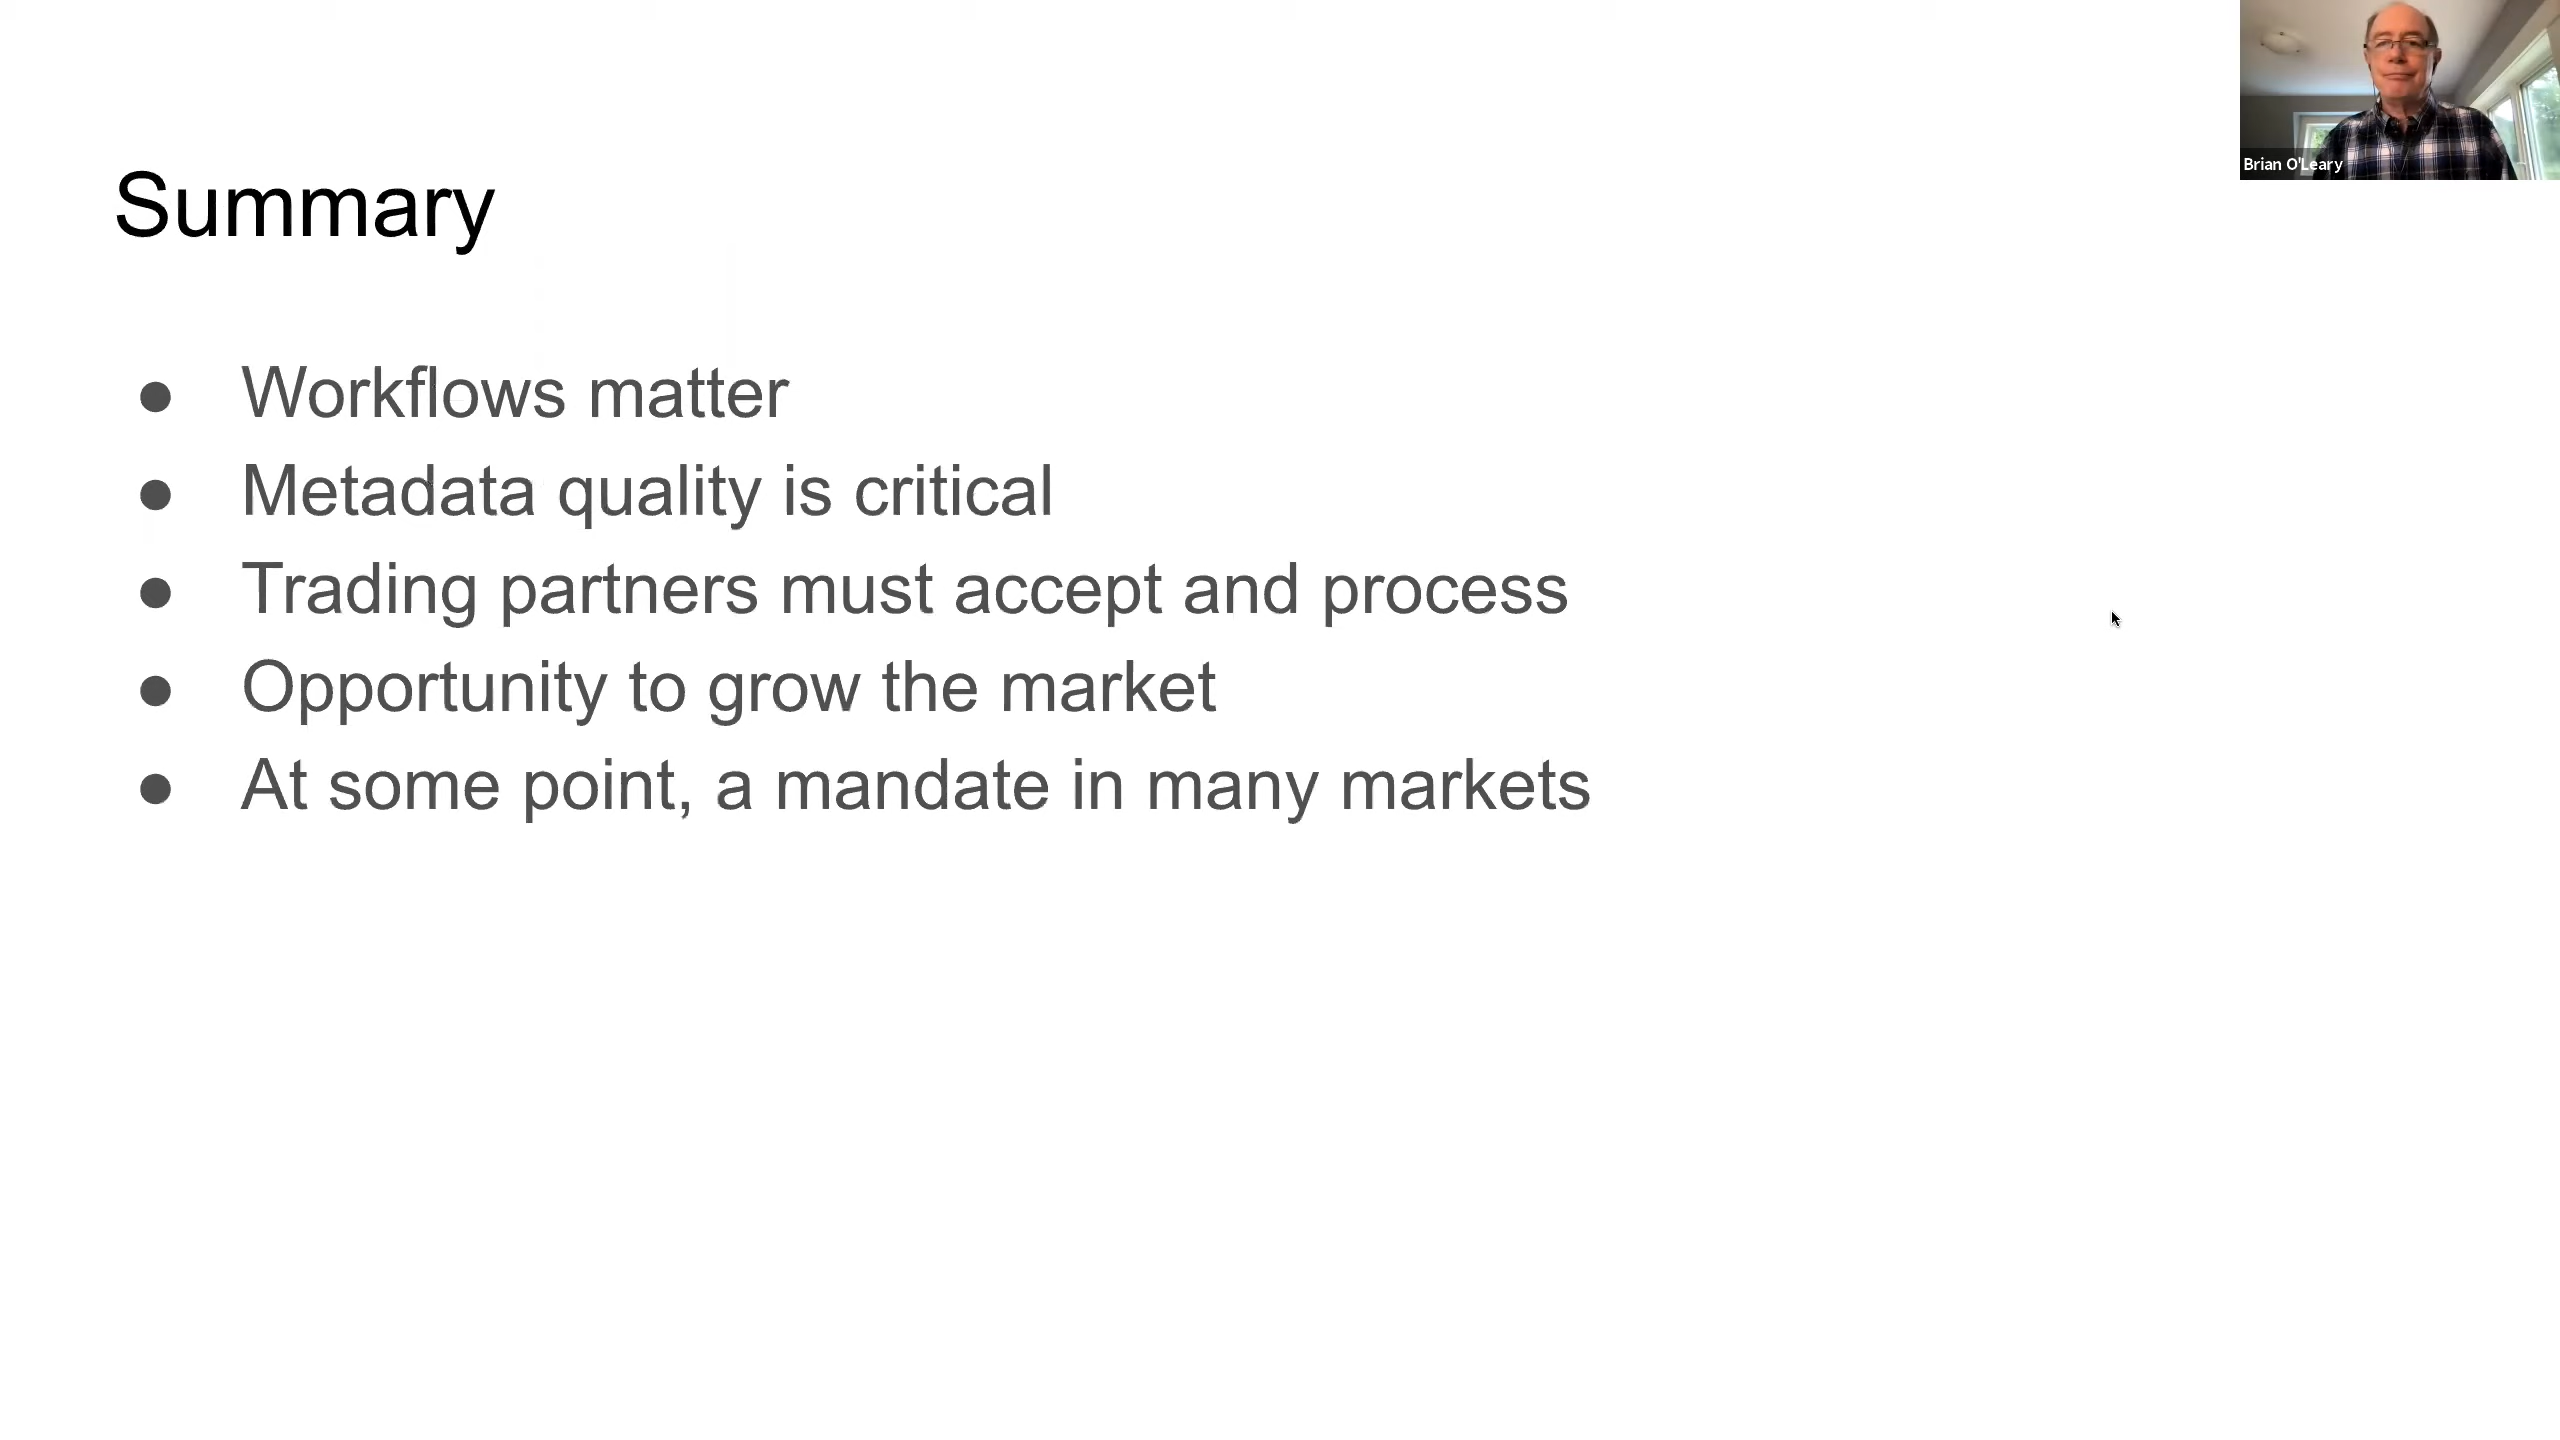 Summary
● Workflows matter
● Metadata quality is critical
● Trading partners must accept and process
● Opportunity to grow the market
● At some point, a mandate in many markets
Brian O'Leary